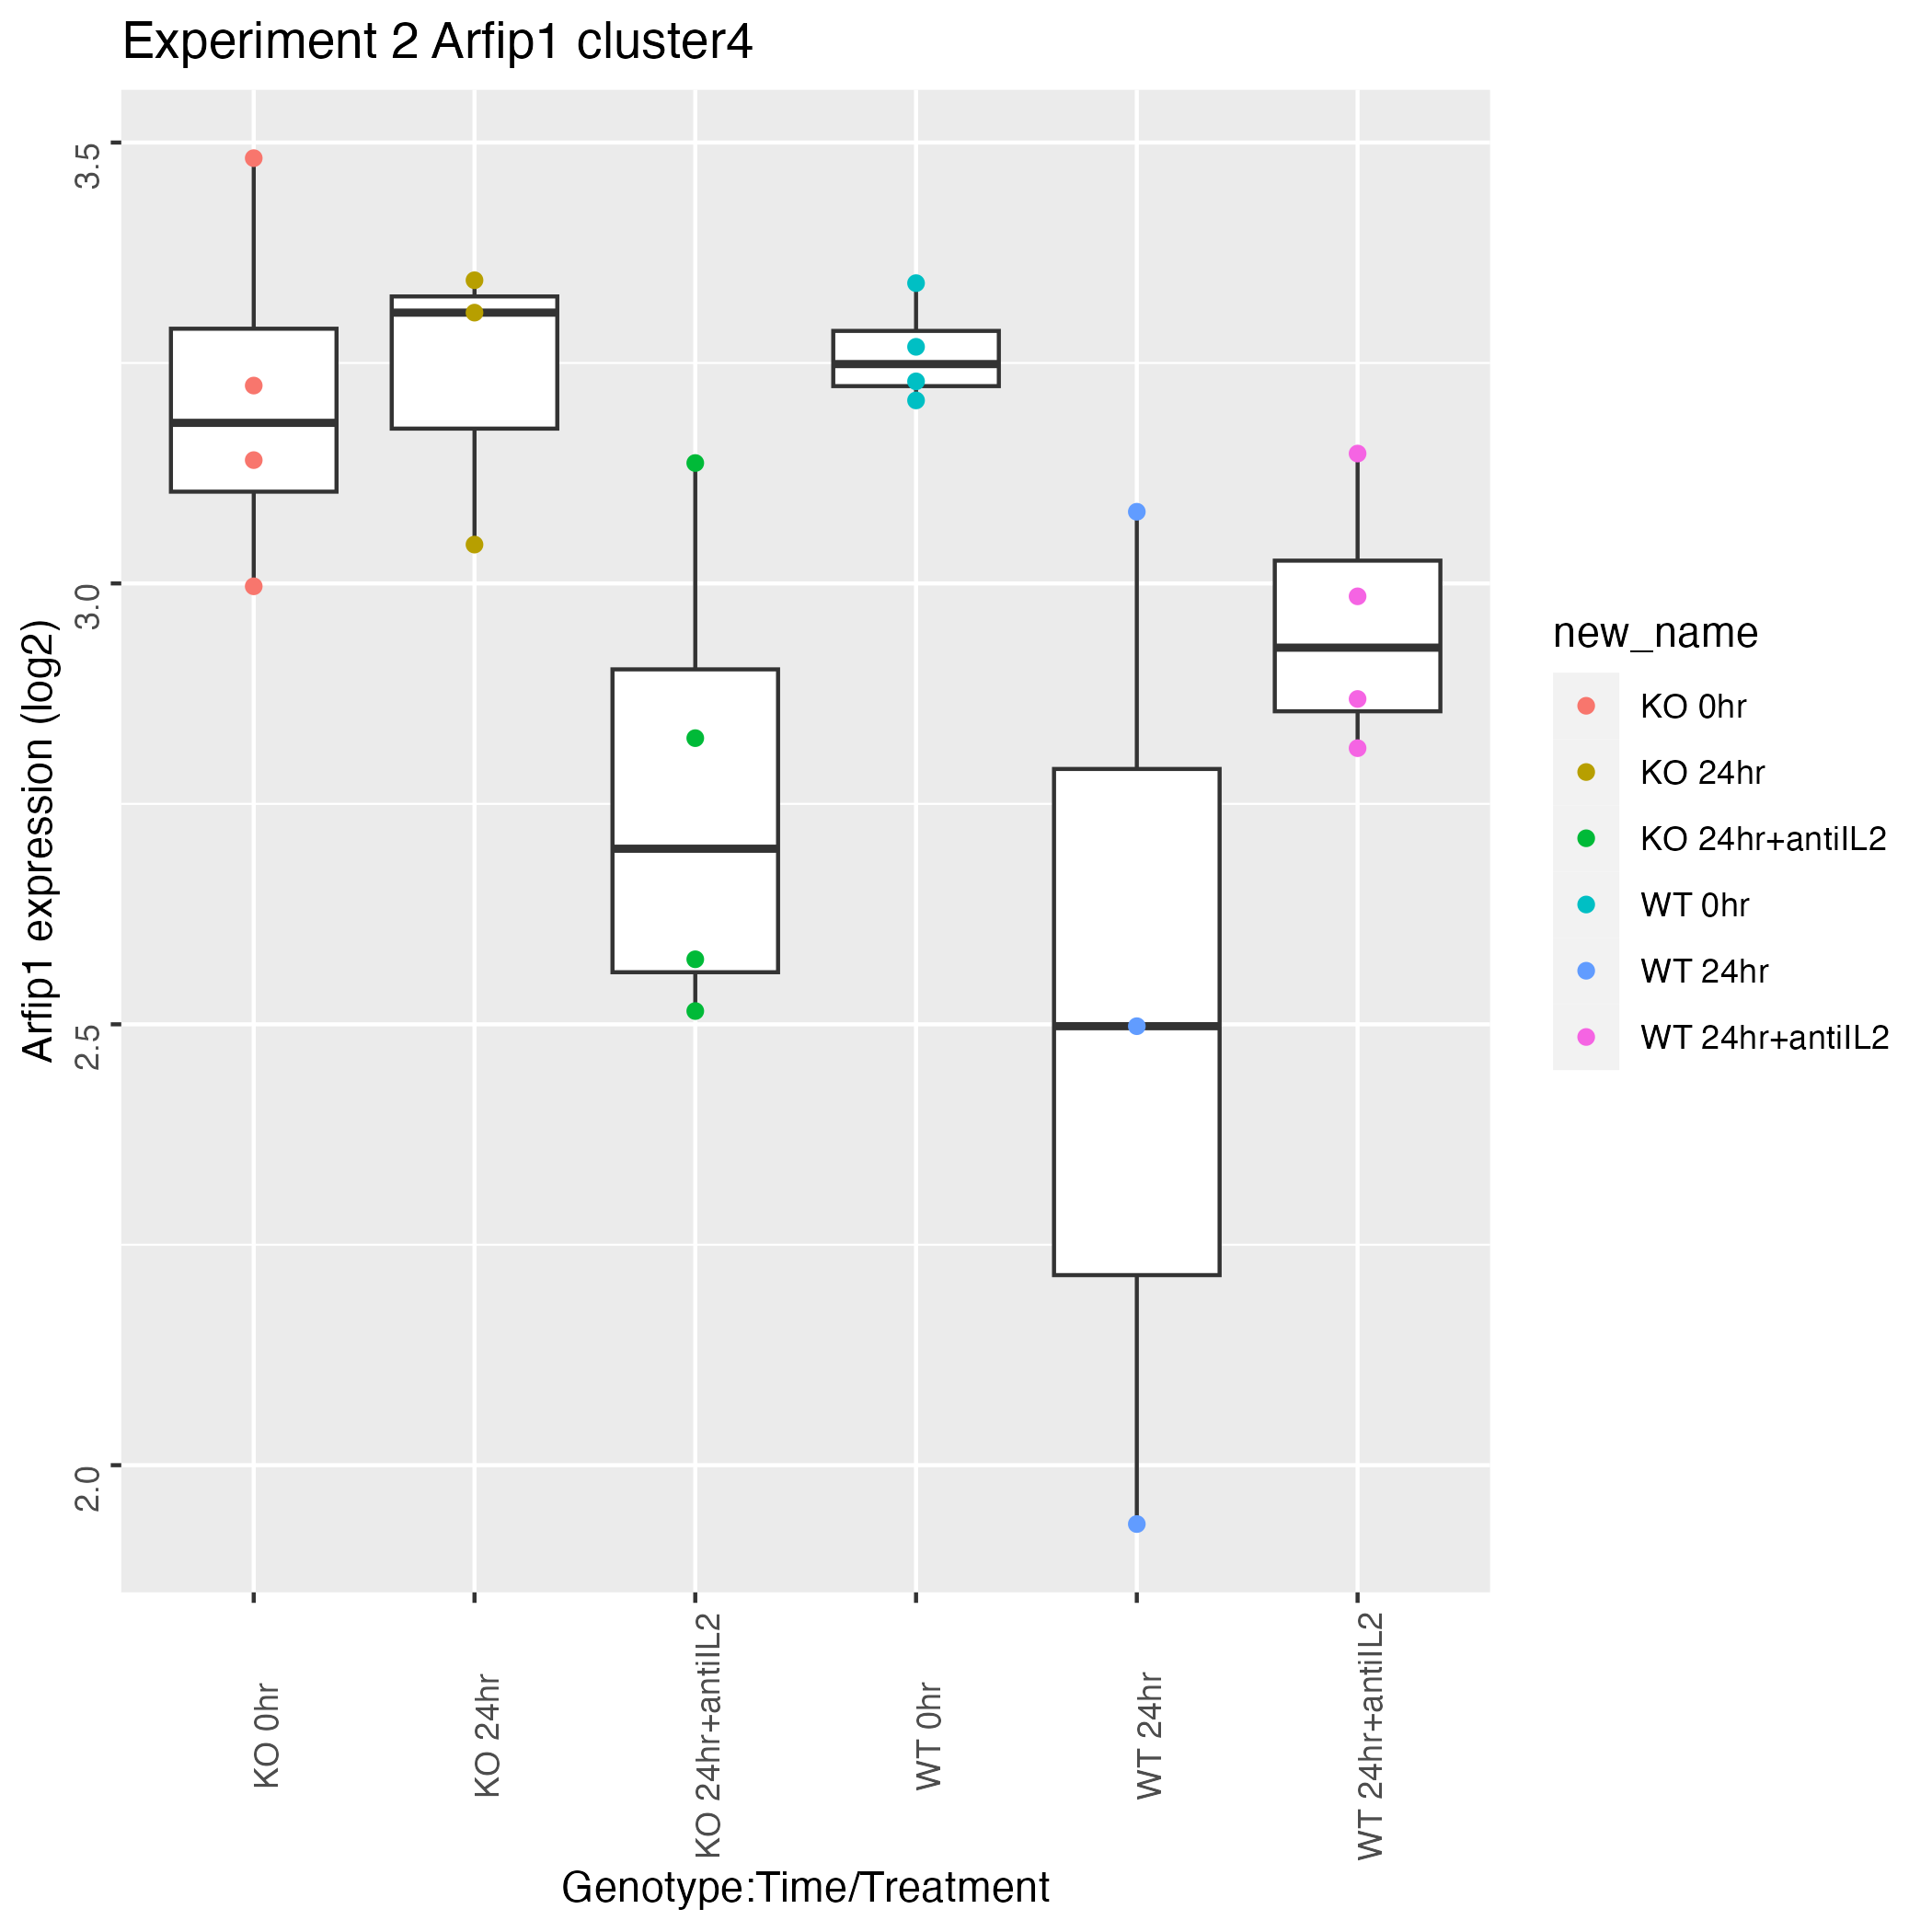 Experiment 2 Arfip1 cluster4
Arfip1 expression (log2)
3.5
3.0
2.5
2.0
KO 0hr
KO 24hr
KO 24hr+antiIL2
WT 0hr
WT 24hr
WT 24hr+antiIL2
Genotype:Time/Treatment
new_name
KO 0hr
KO 24hr
KO 24hr+antiIL2
WT 0hr
WT 24hr
WT 24hr+antiIL2